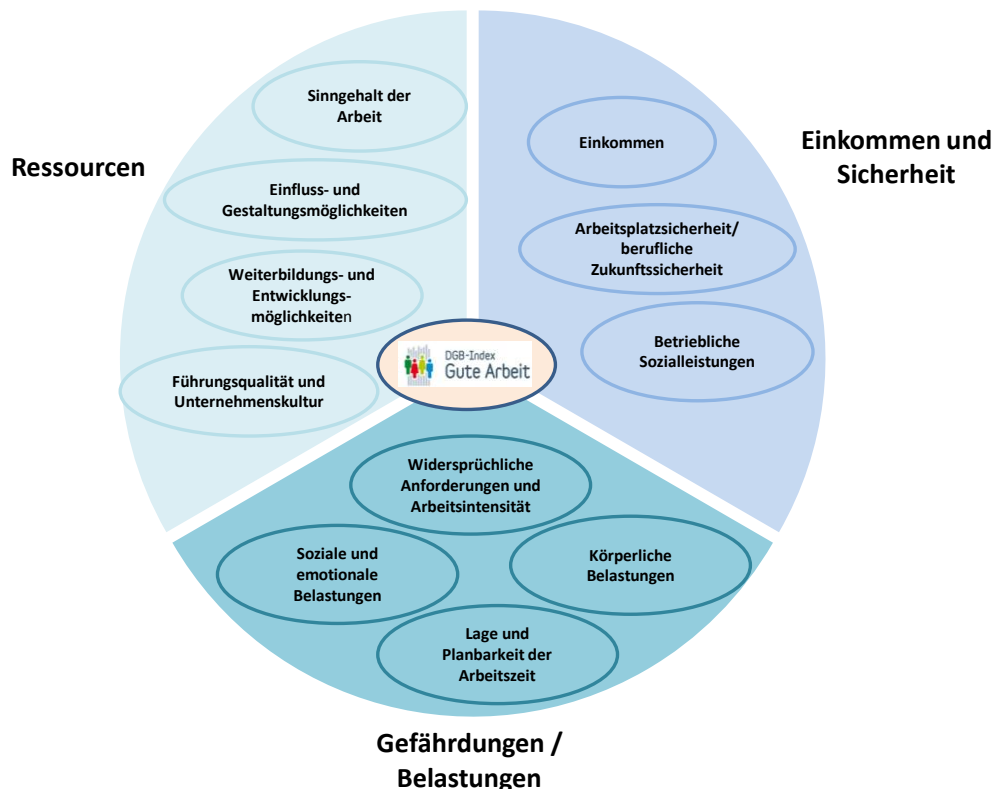 Ressourcen
Sinngehalt der
Arbeit
Einfluss- und
Gestaltungsmöglichkeiten
Weiterbildungs- und
Entwicklungs-
möglichkeiten
Führungsqualität und
Unternehmenskultur
Einkommen und
Sicherheit
Einkommen
Arbeitsplatzsicherheit/
berufliche
Zukunftssicherheit
Betriebliche
Sozialleistungen
DGB-Index
Gute Arbeit
Widersprüchliche
Anforderungen und
Arbeitsintensität
Soziale und
emotionale
Belastungen
Körperliche
Belastungen
Lage und
Planbarkeit der
Arbeitszeit
Gefährdungen /
Belastungen